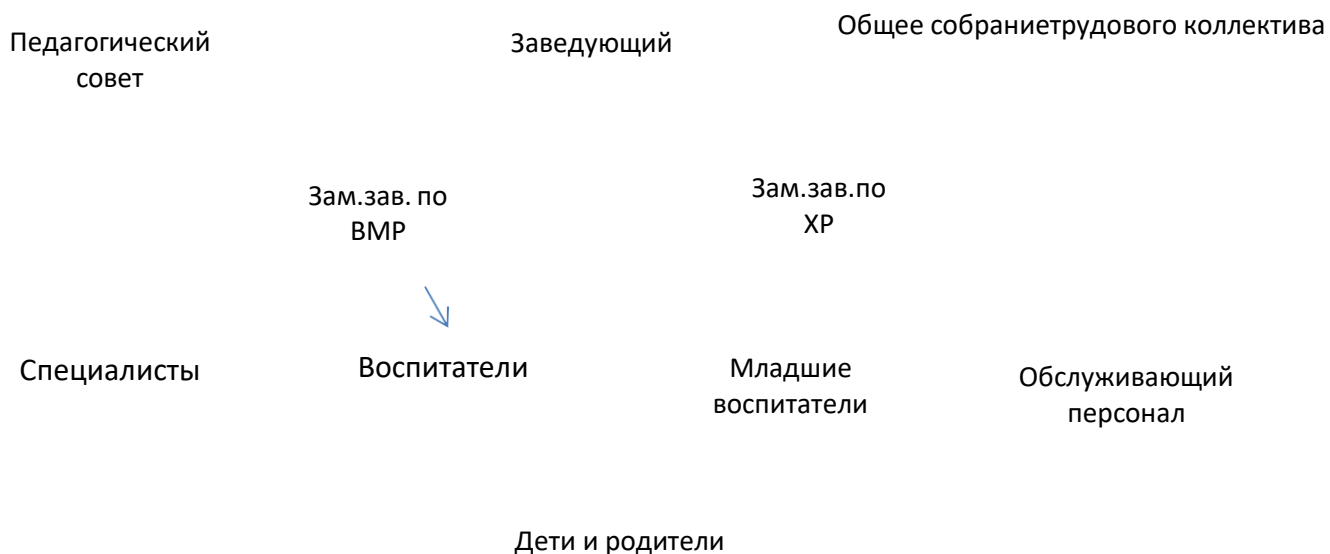 Педагогический
совет
Заведующий
Общее собраниетрудового коллектива
Зам.зав. по
ВМР
Зам.зав.по
ХР
Специалисты
Воспитатели
Младшие
воспитатели
Обслуживающий
персонал
Дети и родители